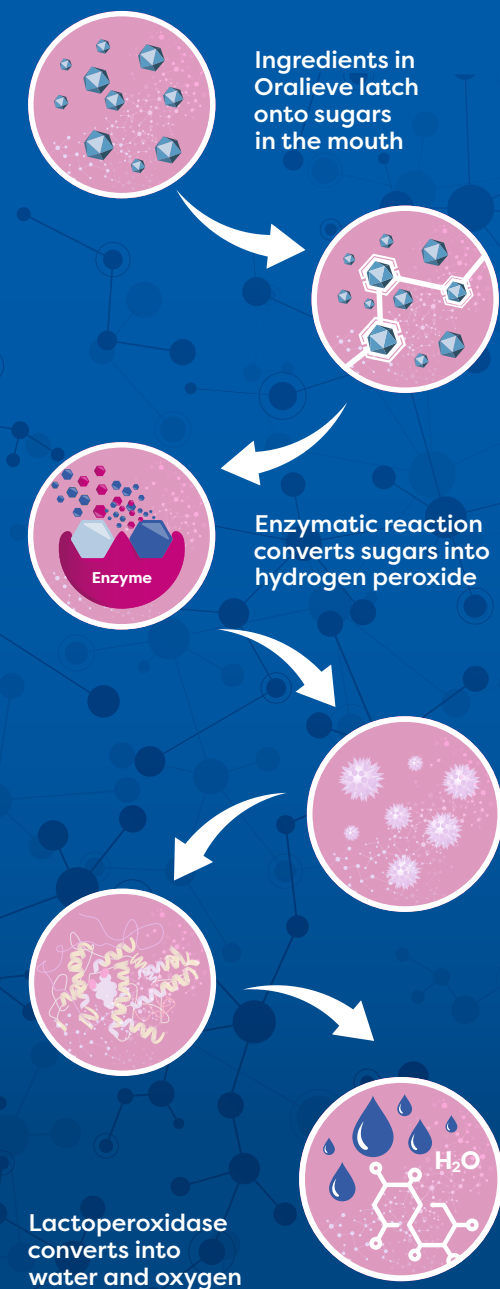 Ingredients in
Oralieve latch
onto sugars
in the mouth
Enzyme
Enzymatic reaction
converts sugars into
hydrogen peroxide
H₂O
Lactoperoxidase
converts into
water and oxygen